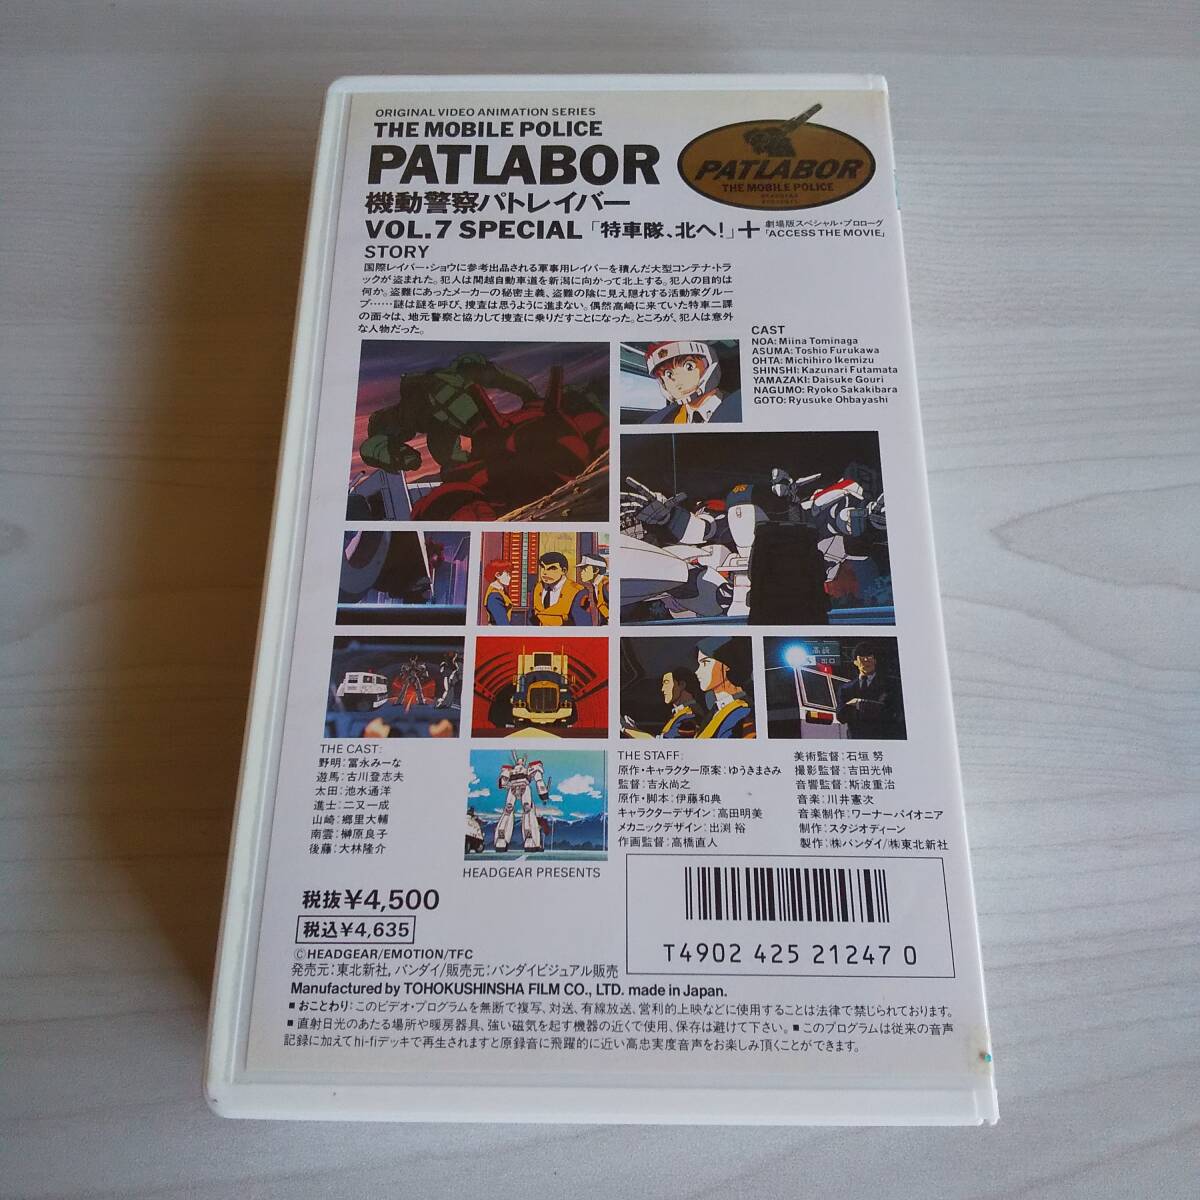 ORIGINAL VIDEO ANIMATION SERIES
THE MOBILE POLICE
PATLABOR
機動警察パトレイバー
VOL.7 SPECIAL「特車隊、北へ!」+ 劇場版スペシャル・プロローグ
「ACCESS THE MOVIE」
PATLABOR
THE MOBILE POLICE
STORY
国際レイバー・ショウに参考出品される軍事用レイバーを積んだ大型コンテナ・トラ
ックが盗まれた。犯人は関越自動車道を新潟に向かって北上する。犯人の目的は
何か。盗難にあったメーカーの秘密主義、盗難の陰に見え隠れする活動家グルー
プ……謎は謎を呼び、捜査は思うように進まない。偶然高崎に来ていた特車二課
の面々は、地元警察と協力して捜査に乗りだすことになった。ところが、犯人は意外
な人物だった。
CAST
NOA: Miina Tominaga
ASUMA: Toshio Furukawa
OHTA: Michihiro Ikemizu
SHINSHI: Kazunari Futamata
YAMAZAKI: Daisuke Gouri
NAGUMO: Ryoko Sakakibara
GOTO: Ryusuke Ohbayashi
高崎
出口
THE CAST:
野明:冨永みーな
遊馬:古川登志夫
太田:池水通洋
進士:二又一成
山崎:郷里大輔
南雲:榊原良子
後藤:大林隆介
HEADGEAR PRESENTS
THE STAFF:
原作・キャラクター原案:ゆうきまさみ
監督:吉永尚之
原作・脚本:伊藤和典
キャラクターデザイン:高田明美
メカニックデザイン:出渕 裕
作画監督:高橋直人
美術監督:石垣 努
撮影監督:吉田光伸
音響監督:斯波重治
音楽:川井憲次
音楽制作:ワーナーパイオニア
制作:スタジオディーン
製作:㈱バンダイ/㈱東北新社
税抜¥4,500
税込¥4,635
T4902 425 21247 0
©HEADGEAR/EMOTION/TFC
発売元:東北新社, バンダイ/販売元:バンダイビジュアル販売
Manufactured by TOHOKUSHINSHA FILM CO., LTD. made in Japan.
■おことわり:このビデオ・プログラムを無断で複写、対送、有線放送、営利的上映などに使用することは法律で禁じられております。
■直射日光のあたる場所や暖房器具、強い磁気を起す機器の近くで使用、保存は避けて下さい。■このプログラムは従来の音声
記録に加えてhi-fiデッキで再生されますと原録音に飛躍的に近い高忠実度音声をお楽しみ頂くことができます。